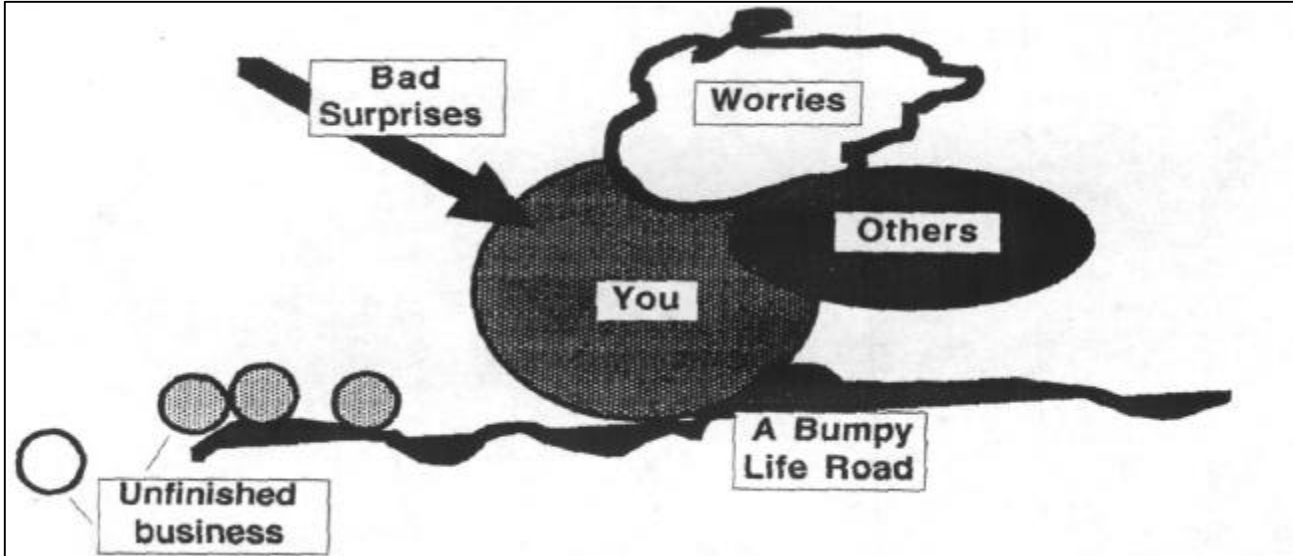 Bad
Surprises
Worries
Others
You
A Bumpy
Life Road
Unfinished
business